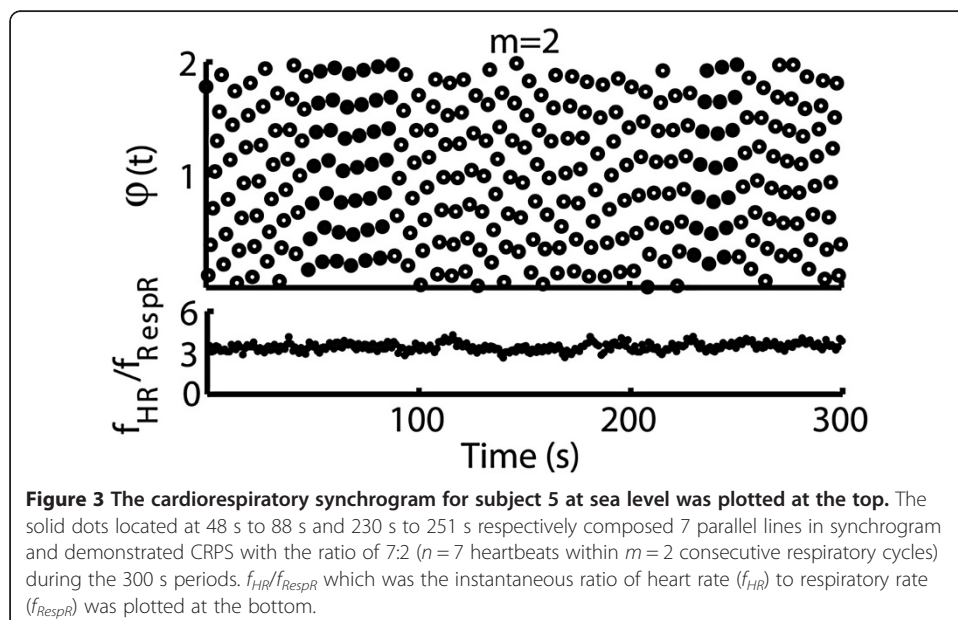 m=2
2
1
φ(t)
6
3
0
f_HR/f_RespR
100 200 300
Time (s)
Figure 3 The cardiorespiratory synchrogram for subject 5 at sea level was plotted at the top. The
solid dots located at 48 s to 88 s and 230 s to 251 s respectively composed 7 parallel lines in synchrogram
and demonstrated CRPS with the ratio of 7:2 (n = 7 heartbeats within m = 2 consecutive respiratory cycles)
during the 300 s periods. f_HR/f_RespR which was the instantaneous ratio of heart rate (f_HR) to respiratory rate
(f_RespR) was plotted at the bottom.